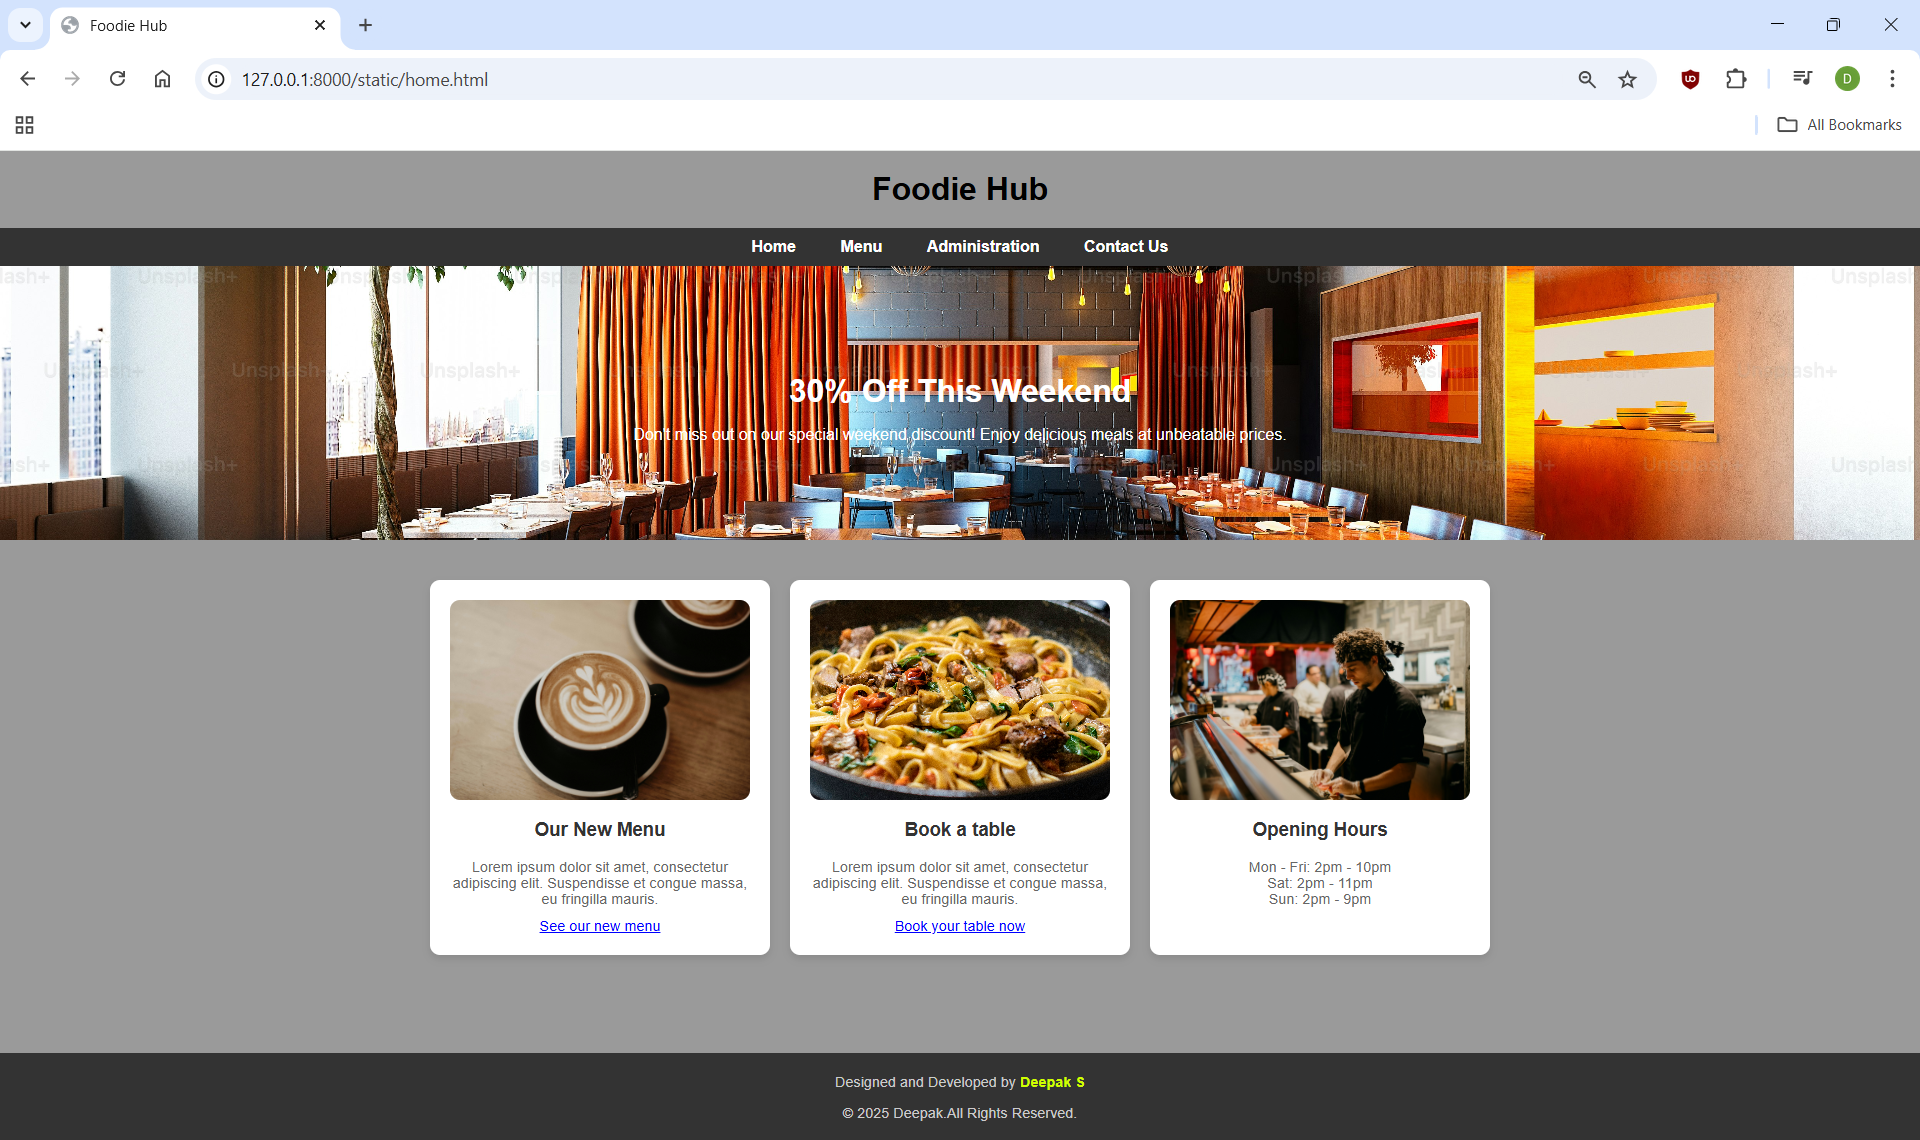 Foodie Hub
127.0.0.1:8000/static/home.html
D
All Bookmarks
Foodie Hub
Home Menu Administration Contact Us
Unsplash+
30% Off This Weekend
Don't miss out on our special weekend discount! Enjoy delicious meals at unbeatable prices.
Our New Menu
Lorem ipsum dolor sit amet, consectetur
adipiscing elit. Suspendisse et congue massa,
eu fringilla mauris.
See our new menu
Book a table
Lorem ipsum dolor sit amet, consectetur
adipiscing elit. Suspendisse et congue massa,
eu fringilla mauris.
Book your table now
Opening Hours
Mon - Fri: 2pm - 10pm
Sat: 2pm - 11pm
Sun: 2pm - 9pm
Designed and Developed by Deepak S
© 2025 Deepak.All Rights Reserved.